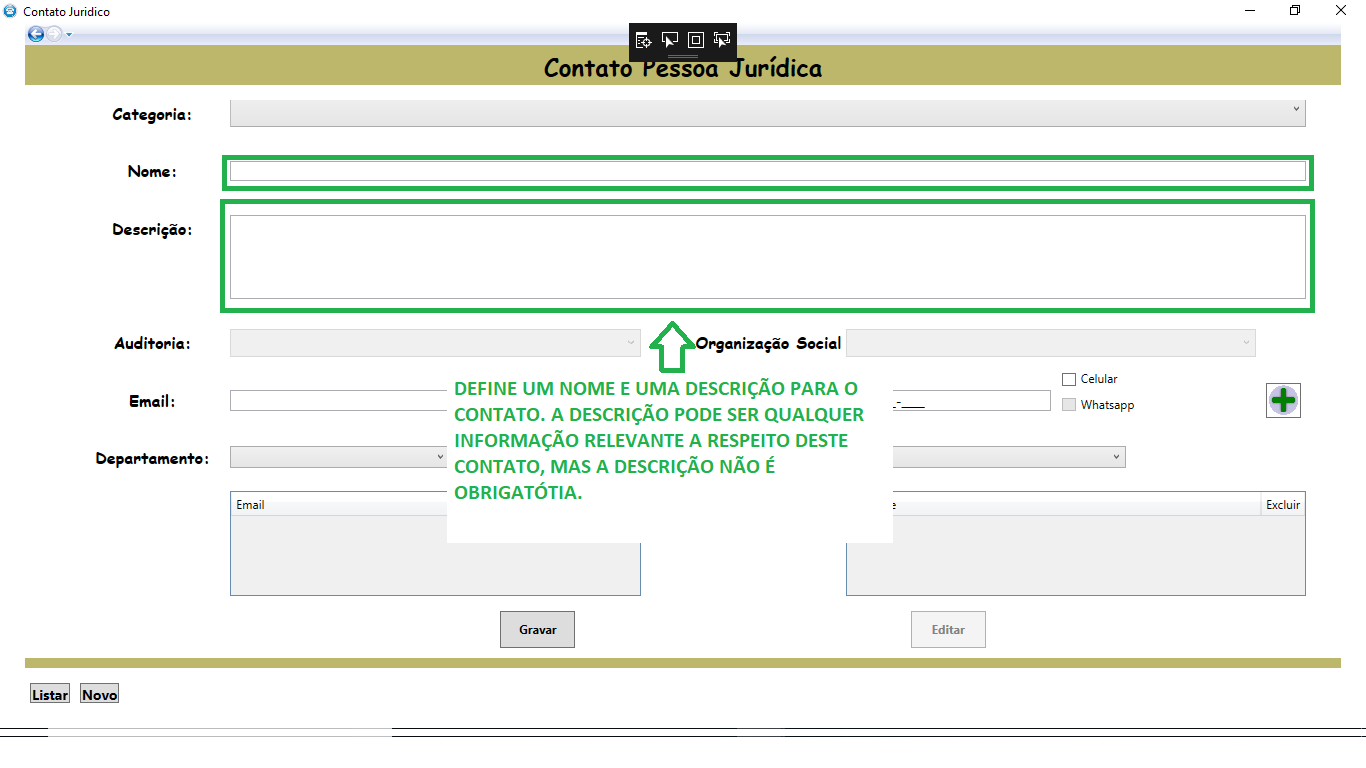 Contato Juridico
Contato Pessoa Jurídica
Categoria:
Nome:
Descrição:
Auditoria:
Organização Social
DEFINE UM NOME E UMA DESCRIÇÃO PARA O
CONTATO. A DESCRIÇÃO PODE SER QUALQUER
INFORMAÇÃO RELEVANTE A RESPEITO DESTE
CONTATO, MAS A DESCRIÇÃO NÃO É
OBRIGATÓTIA.
Email:
Celular
Whatsapp
Departamento:
Email
Excluir
Gravar
Editar
Listar
Novo